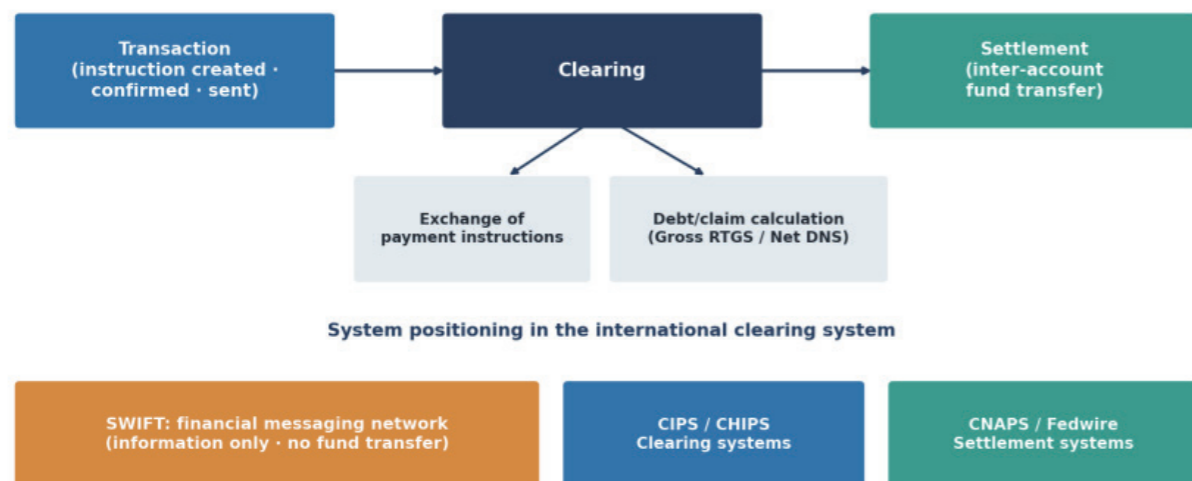 Transaction
(instruction created ·
confirmed · sent)
Clearing
Settlement
(inter-account
fund transfer)
Exchange of
payment instructions
Debt/claim calculation
(Gross RTGS / Net DNS)
System positioning in the international clearing system
SWIFT: financial messaging network
(information only · no fund transfer)
CIPS / CHIPS
Clearing systems
CNAPS / Fedwire
Settlement systems